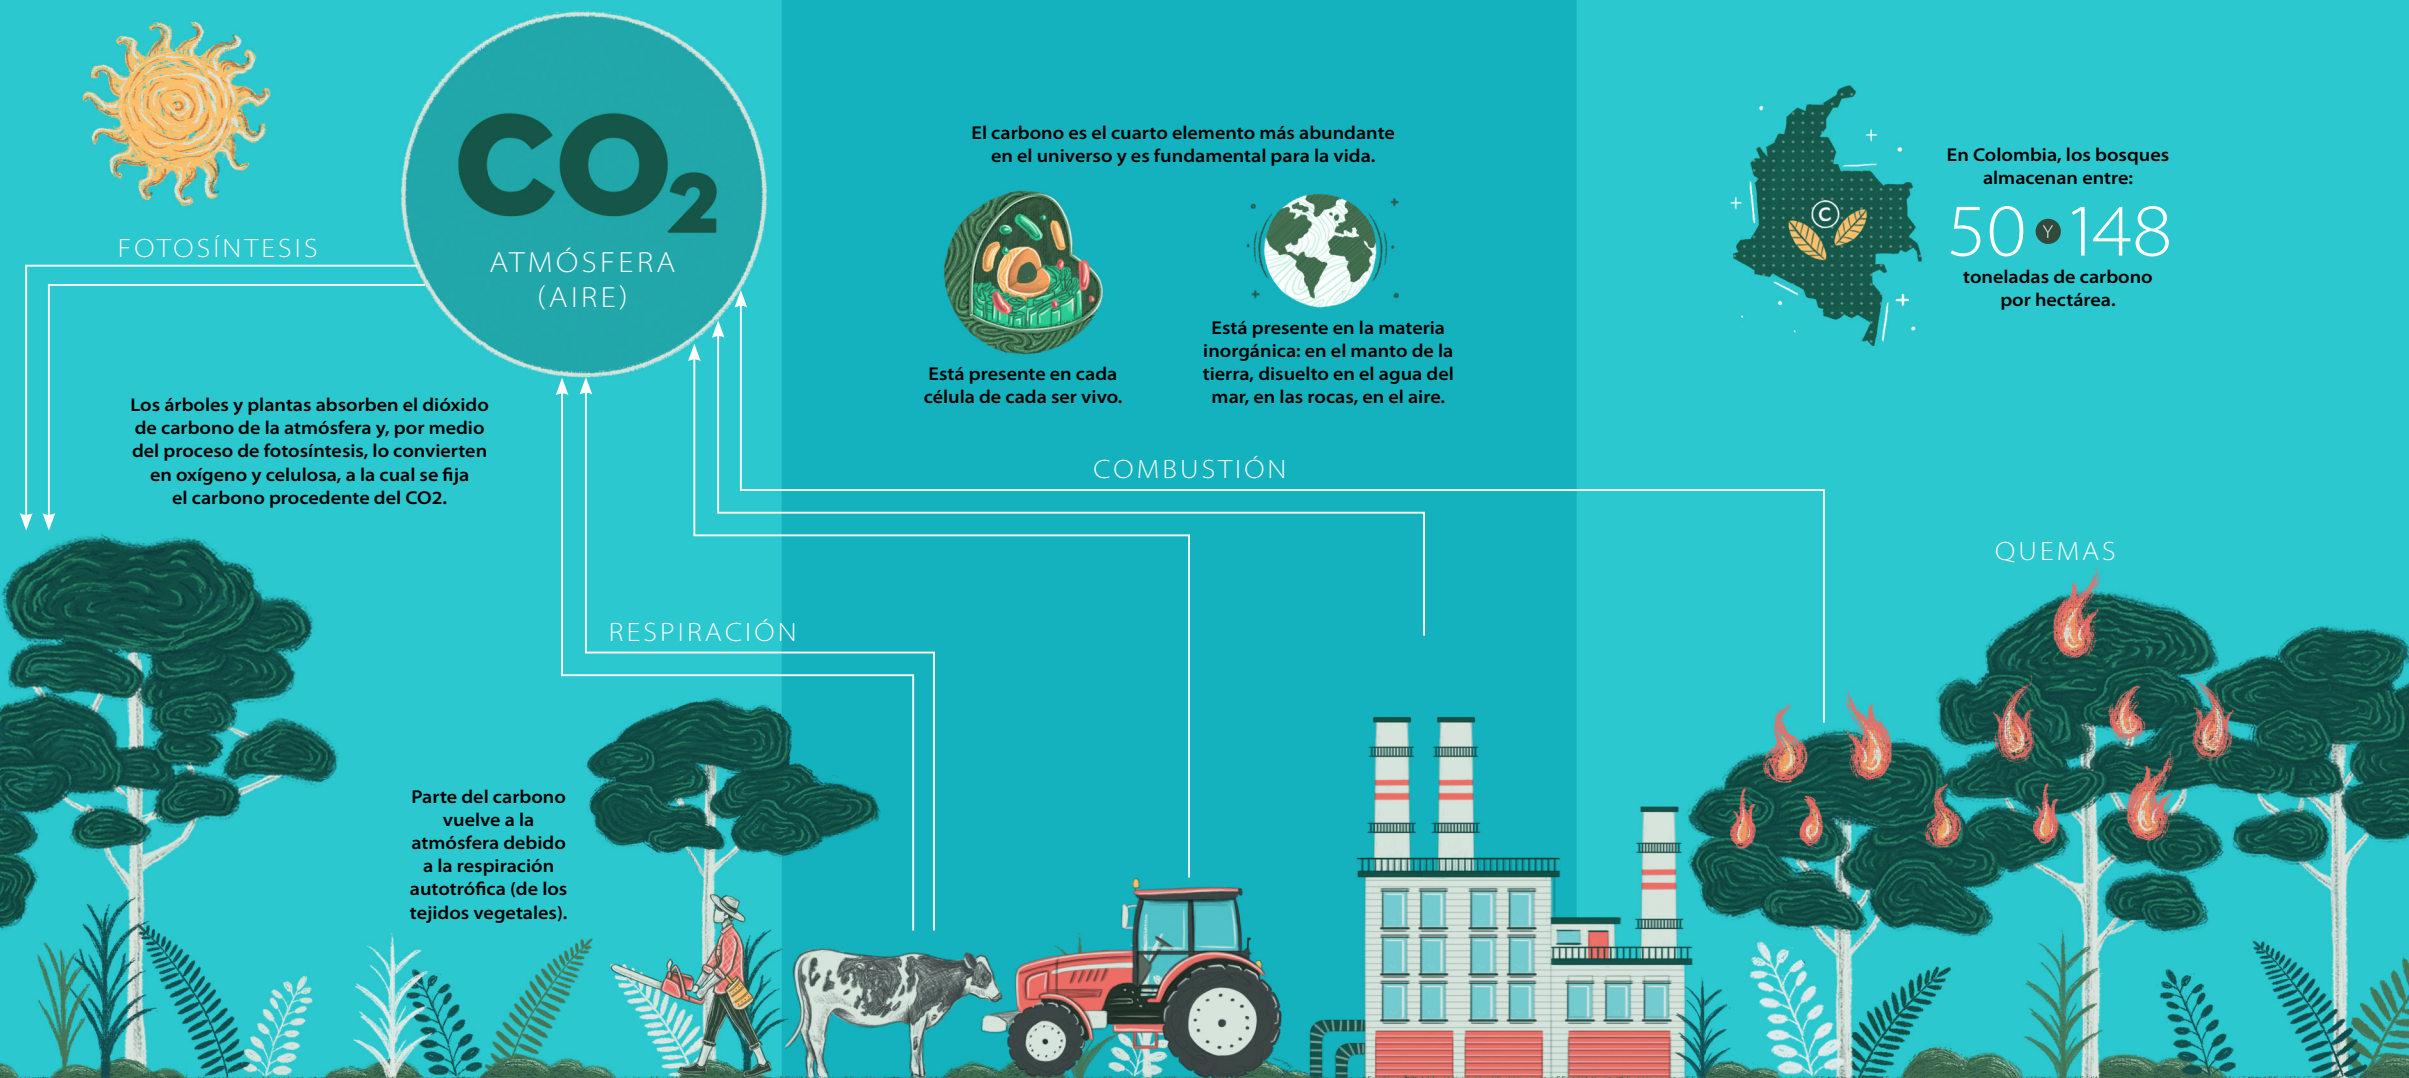 FOTOSÍNTESIS
CO2
ATMÓSFERA
(AIRE)
Los árboles y plantas absorben el dióxido
de carbono de la atmósfera y, por medio
del proceso de fotosíntesis, lo convierten
en oxígeno y celulosa, a la cual se fija
el carbono procedente del CO2.
El carbono es el cuarto elemento más abundante
en el universo y es fundamental para la vida.
Está presente en cada
célula de cada ser vivo.
Está presente en la materia
inorgánica: en el manto de la
tierra, disuelto en el agua del
mar, en las rocas, en el aire.
C
En Colombia, los bosques
almacenan entre:
50 Y 148
toneladas de carbono
por hectárea.
COMBUSTIÓN
QUEMAS
RESPIRACIÓN
Parte del carbono
vuelve a la
atmósfera debido
a la respiración
autotrófica (de los
tejidos vegetales).